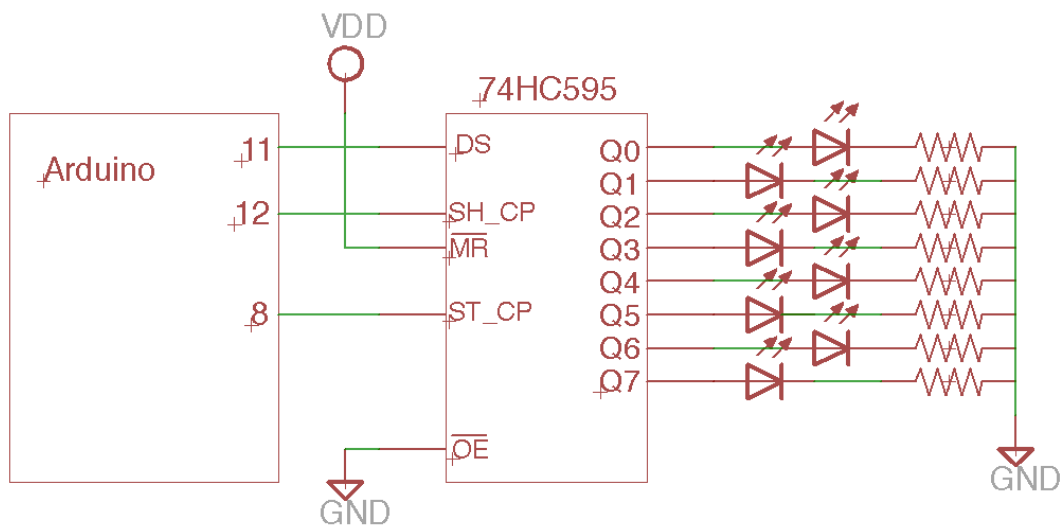 VDD
74HC595
Arduino
11
12
8
DS
SH_CP
MR
ST_CP
OE
Q0
Q1
Q2
Q3
Q4
Q5
Q6
Q7
GND
GND